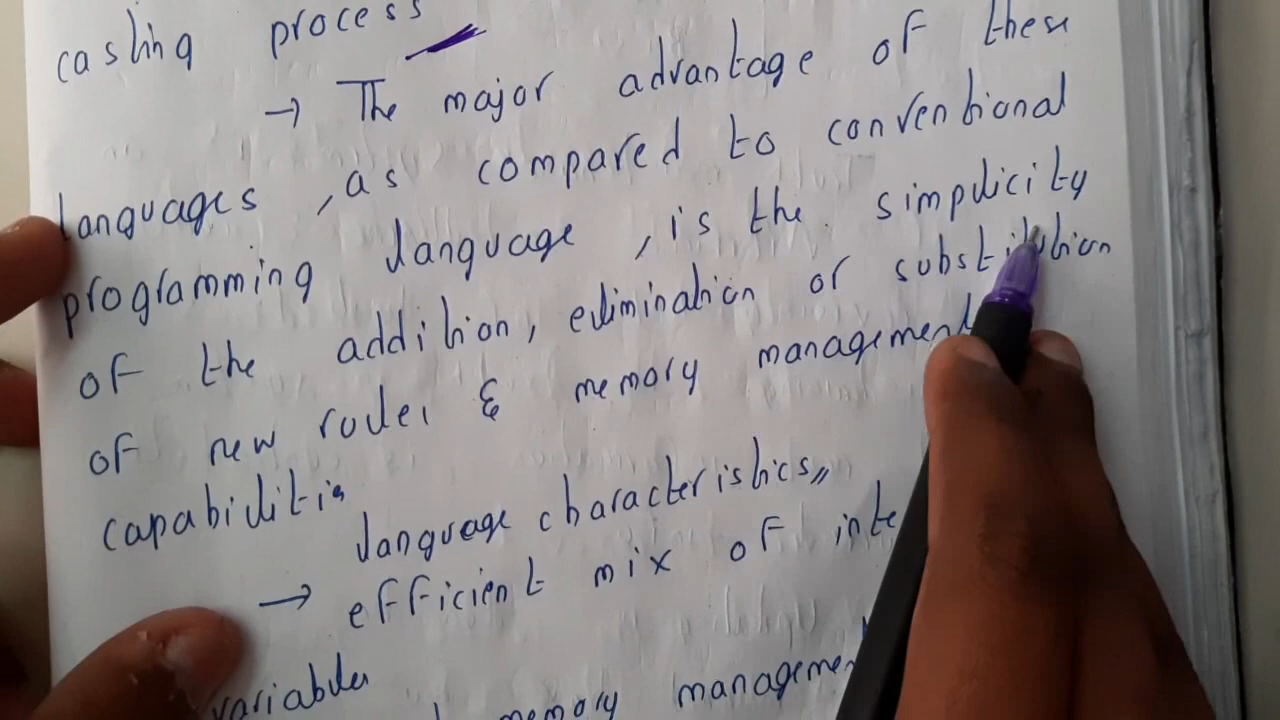 casting process
→ The major advantage of these
languages, as compared to conventional
programming language, is the simplicity
of the addition, elimination or substitution
of new rules & memory management
capabilities
language characteristics,,
→ efficient mix of inte
variables
memory management